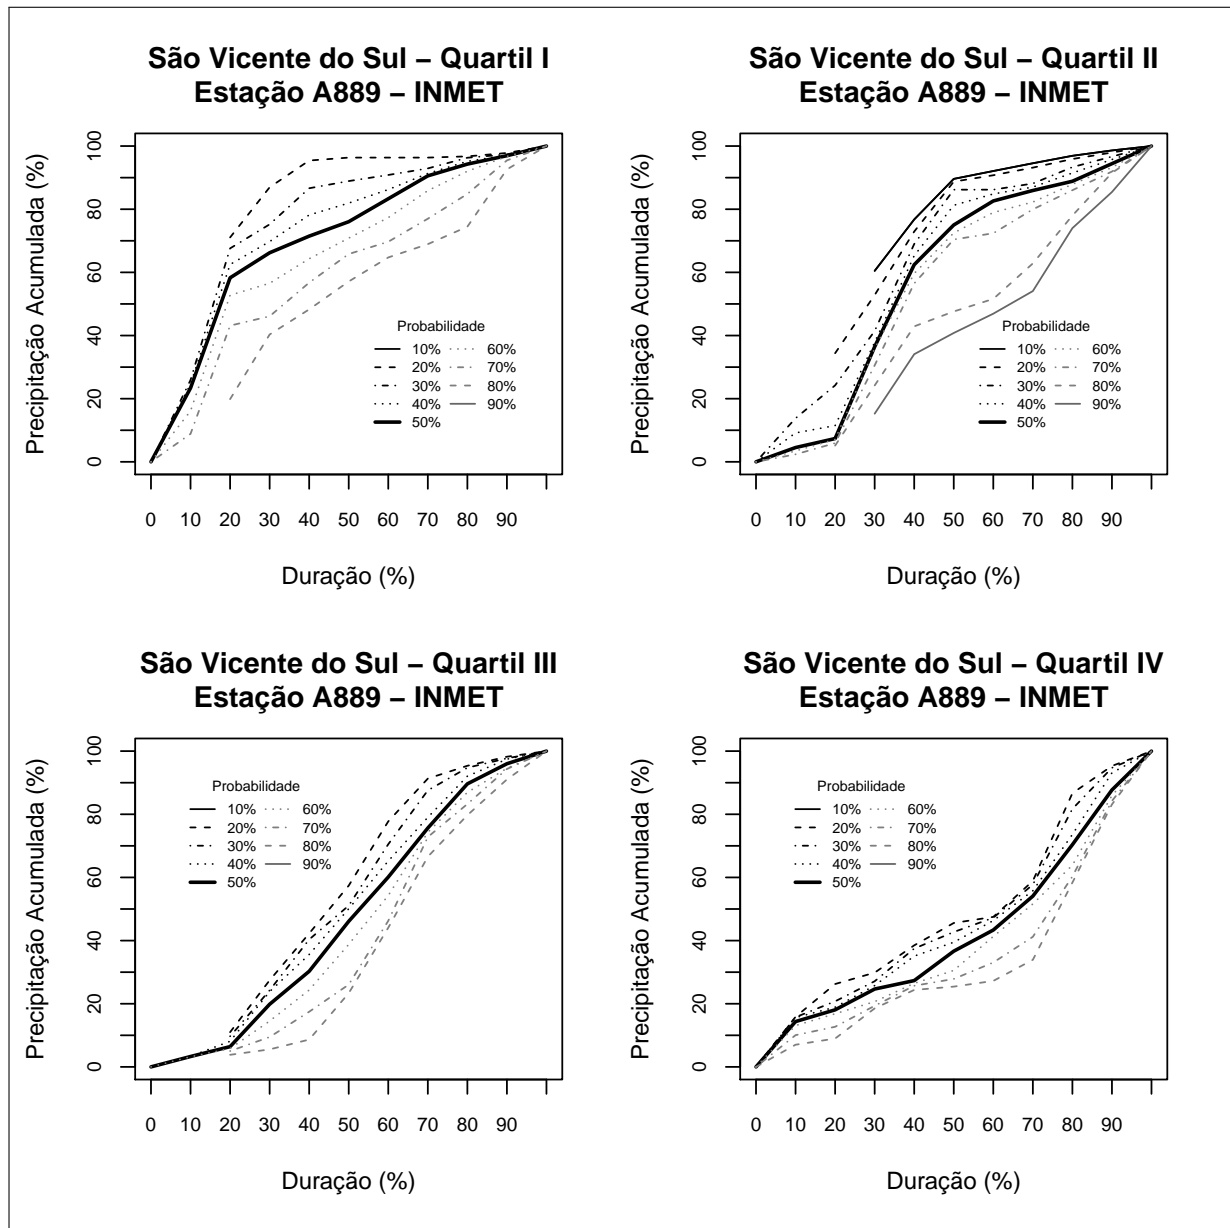 São Vicente do Sul – Quartil I
Estação A889 – INMET
Precipitação Acumulada (%)
100
80
60
40
20
0
Probabilidade
10%
20%
30%
40%
50%
60%
70%
80%
90%
0 10 20 30 40 50 60 70 80 90
Duração (%)
São Vicente do Sul – Quartil II
Estação A889 – INMET
Precipitação Acumulada (%)
100
80
60
40
20
0
Probabilidade
10%
20%
30%
40%
50%
60%
70%
80%
90%
0 10 20 30 40 50 60 70 80 90
Duração (%)
São Vicente do Sul – Quartil III
Estação A889 – INMET
Precipitação Acumulada (%)
100
80
60
40
20
0
Probabilidade
10%
20%
30%
40%
50%
60%
70%
80%
90%
0 10 20 30 40 50 60 70 80 90
Duração (%)
São Vicente do Sul – Quartil IV
Estação A889 – INMET
Precipitação Acumulada (%)
100
80
60
40
20
0
Probabilidade
10%
20%
30%
40%
50%
60%
70%
80%
90%
0 10 20 30 40 50 60 70 80 90
Duração (%)